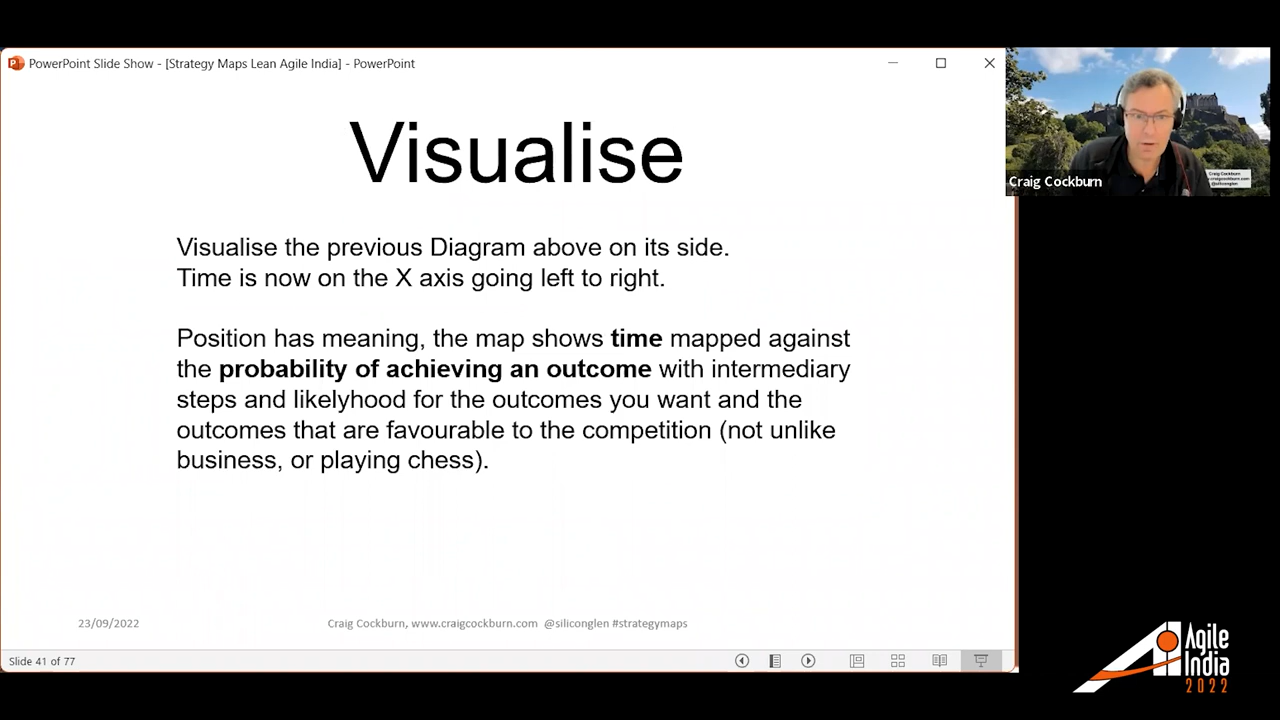 PowerPoint Slide Show - [Strategy Maps Lean Agile India] - PowerPoint
Visualise
Visualise the previous Diagram above on its side.
Time is now on the X axis going left to right.
Position has meaning, the map shows time mapped against
the probability of achieving an outcome with intermediary
steps and likelyhood for the outcomes you want and the
outcomes that are favourable to the competition (not unlike
business, or playing chess).
23/09/2022
Craig Cockburn, www.craigcockburn.com @siliconglen #strategymaps
Slide 41 of 77
Craig Cockburn
Craig Cockburn
@siliconglen
Agile
India
2022